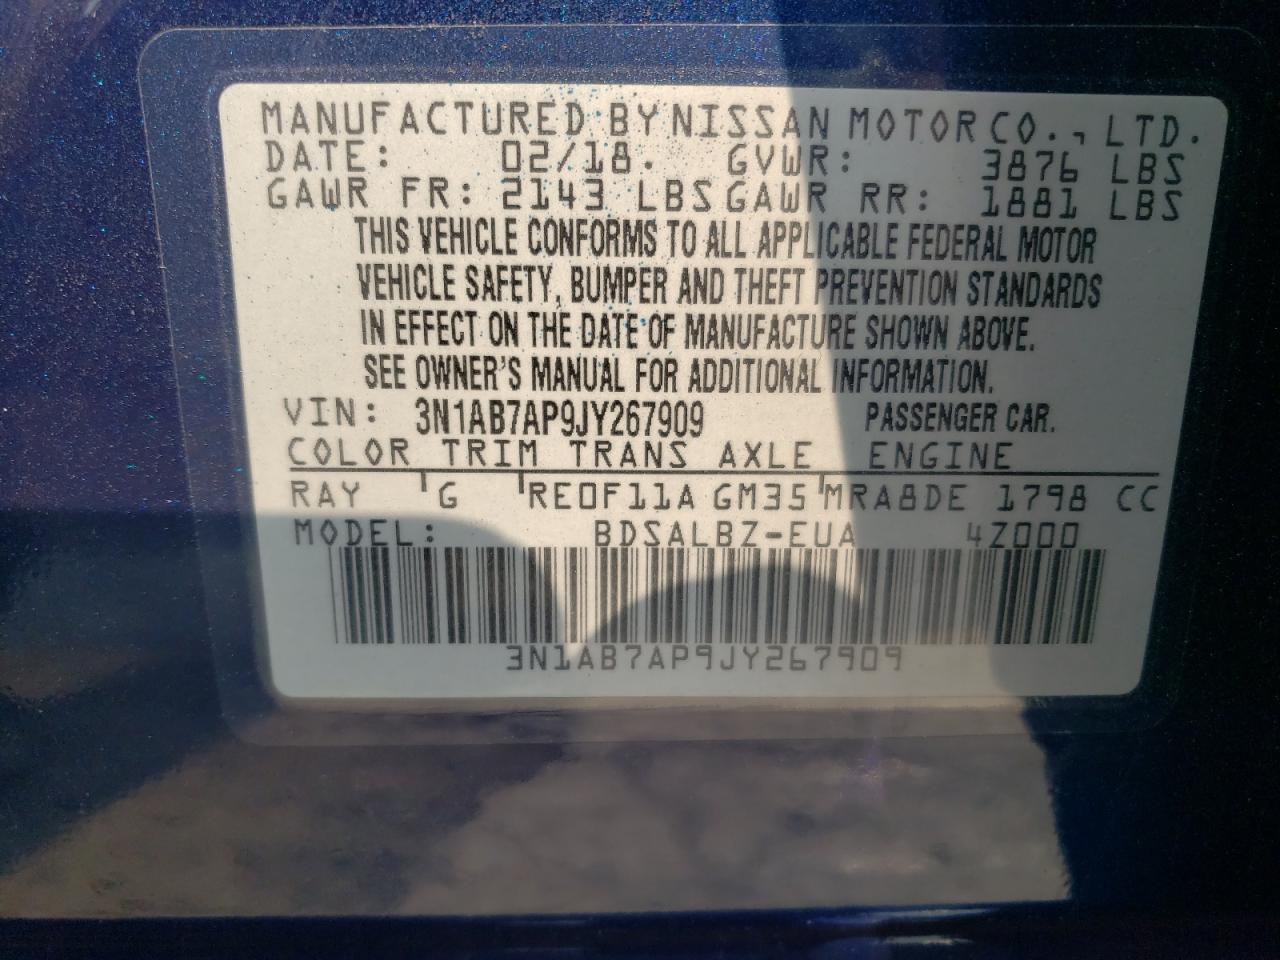 MANUFACTURED BY NISSAN MOTOR CO., LTD.
DATE: 02/18. GVWR: 3876 LBS
GAWR FR: 2143 LBS GAWR RR: 1881 LBS
THIS VEHICLE CONFORMS TO ALL APPLICABLE FEDERAL MOTOR
VEHICLE SAFETY, BUMPER AND THEFT PREVENTION STANDARDS
IN EFFECT ON THE DATE OF MANUFACTURE SHOWN ABOVE.
SEE OWNER'S MANUAL FOR ADDITIONAL INFORMATION.
VIN: 3N1AB7AP9JY267909 PASSENGER CAR.
COLOR TRIM TRANS AXLE ENGINE
RAY G RE0F11A GM35 MRA8DE 1798 CC
MODEL: BDSALBZ-EUA 4Z000
3N1AB7AP9JY267909